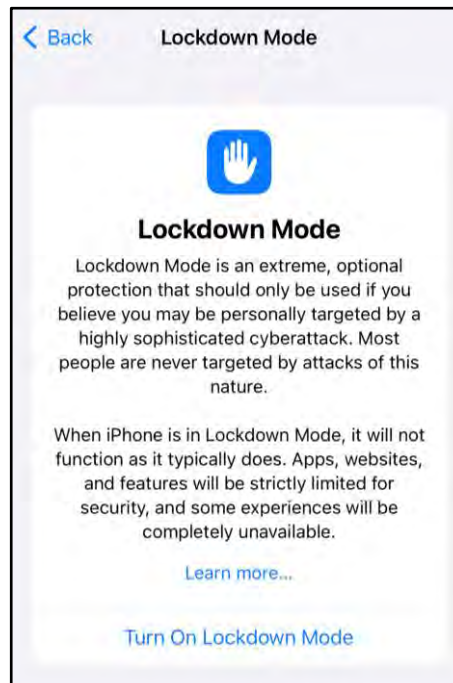 Back
Lockdown Mode
Lockdown Mode
Lockdown Mode is an extreme, optional
protection that should only be used if you
believe you may be personally targeted by a
highly sophisticated cyberattack. Most
people are never targeted by attacks of this
nature.
When iPhone is in Lockdown Mode, it will not
function as it typically does. Apps, websites,
and features will be strictly limited for
security, and some experiences will be
completely unavailable.
Learn more...
Turn On Lockdown Mode